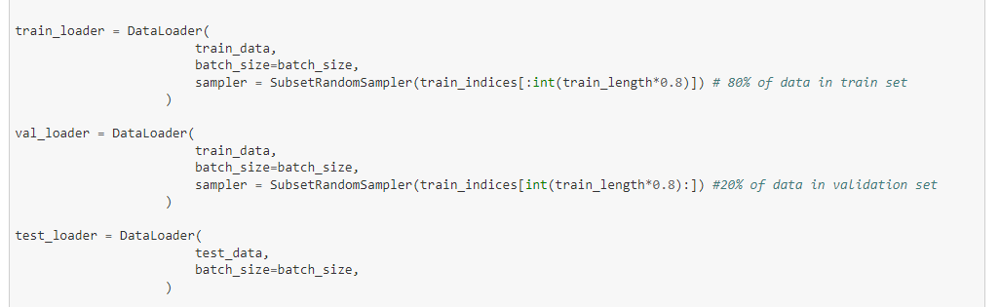 train_loader = DataLoader(
                        train_data,
                        batch_size=batch_size,
                        sampler = SubsetRandomSampler(train_indices[:int(train_length*0.8)]) # 80% of data in train set
                    )
val_loader = DataLoader(
                        train_data,
                        batch_size=batch_size,
                        sampler = SubsetRandomSampler(train_indices[int(train_length*0.8):]) #20% of data in validation set
                    )
test_loader = DataLoader(
                        test_data,
                        batch_size=batch_size,
                    )